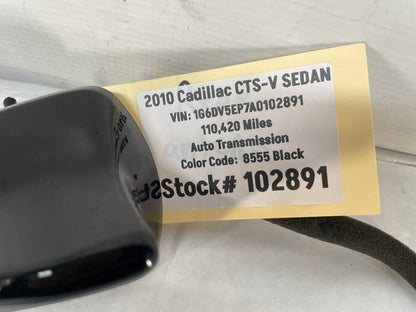 2010 Cadillac CTS-V SEDAN
VIN: 1G6DV5EP7A0102891
110,420 Miles
Auto Transmission
Color Code: 8555 Black
Stock# 102891